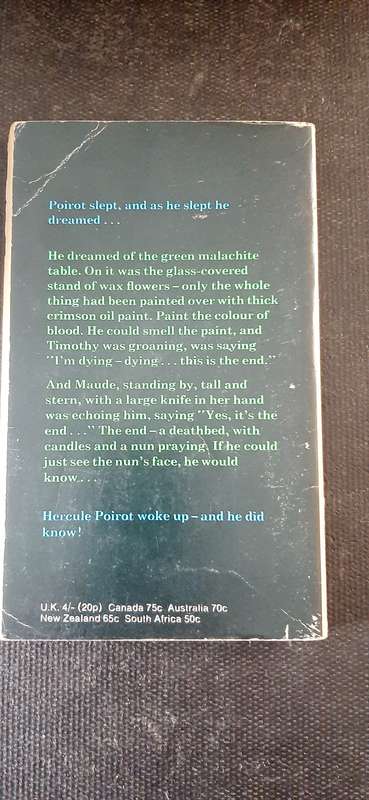 Poirot slept, and as he slept he
dreamed . . .
He dreamed of the green malachite
table. On it was the glass-covered
stand of wax flowers – only the whole
thing had been painted over with thick
crimson oil paint. Paint the colour of
blood. He could smell the paint, and
Timothy was groaning, was saying
"I'm dying – dying . . . this is the end."
And Maude, standing by, tall and
stern, with a large knife in her hand
was echoing him, saying "Yes, it's the
end . . ." The end – a deathbed, with
candles and a nun praying. If he could
just see the nun's face, he would
know . . .
Hercule Poirot woke up – and he did
know!
U.K. 4/- (20p) Canada 75c Australia 70c
New Zealand 65c South Africa 50c